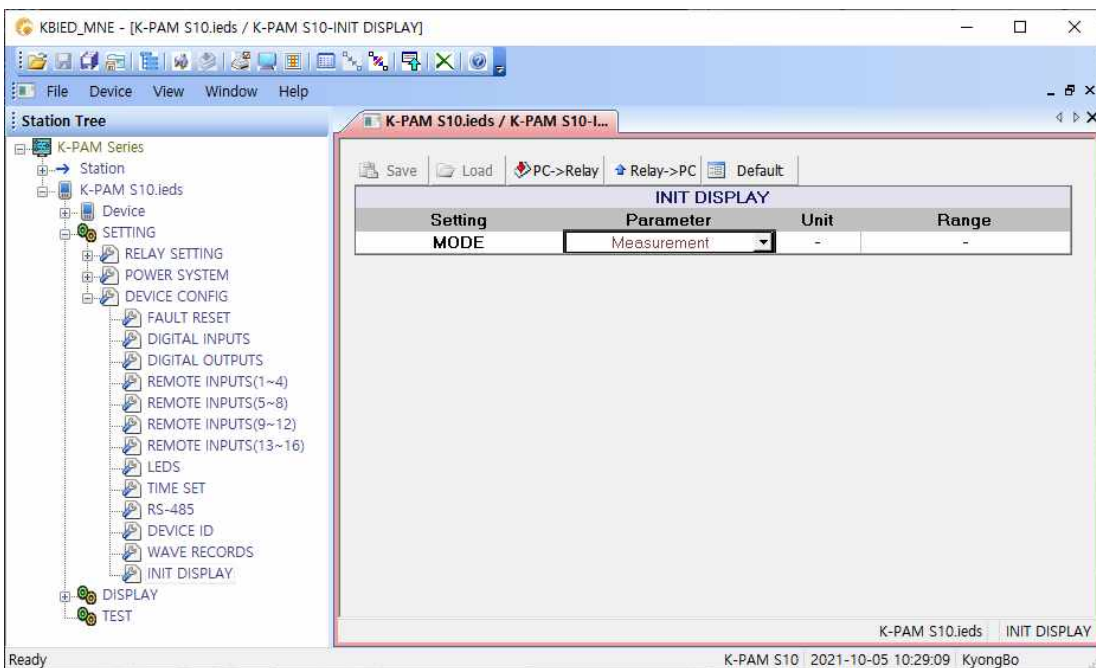 KBIED_MNE - [K-PAM S10.ieds / K-PAM S10-INIT DISPLAY]
File Device View Window Help
Station Tree
K-PAM S10.ieds / K-PAM S10-I...
K-PAM Series
Station
K-PAM S10.ieds
Device
SETTING
RELAY SETTING
POWER SYSTEM
DEVICE CONFIG
FAULT RESET
DIGITAL INPUTS
DIGITAL OUTPUTS
REMOTE INPUTS(1~4)
REMOTE INPUTS(5~8)
REMOTE INPUTS(9~12)
REMOTE INPUTS(13~16)
LEDS
TIME SET
RS-485
DEVICE ID
WAVE RECORDS
INIT DISPLAY
DISPLAY
TEST
Save Load PC->Relay Relay->PC Default
INIT DISPLAY
Setting Parameter Unit Range
MODE Measurement - -
K-PAM S10.ieds INIT DISPLAY
Ready K-PAM S10 2021-10-05 10:29:09 KyongBo